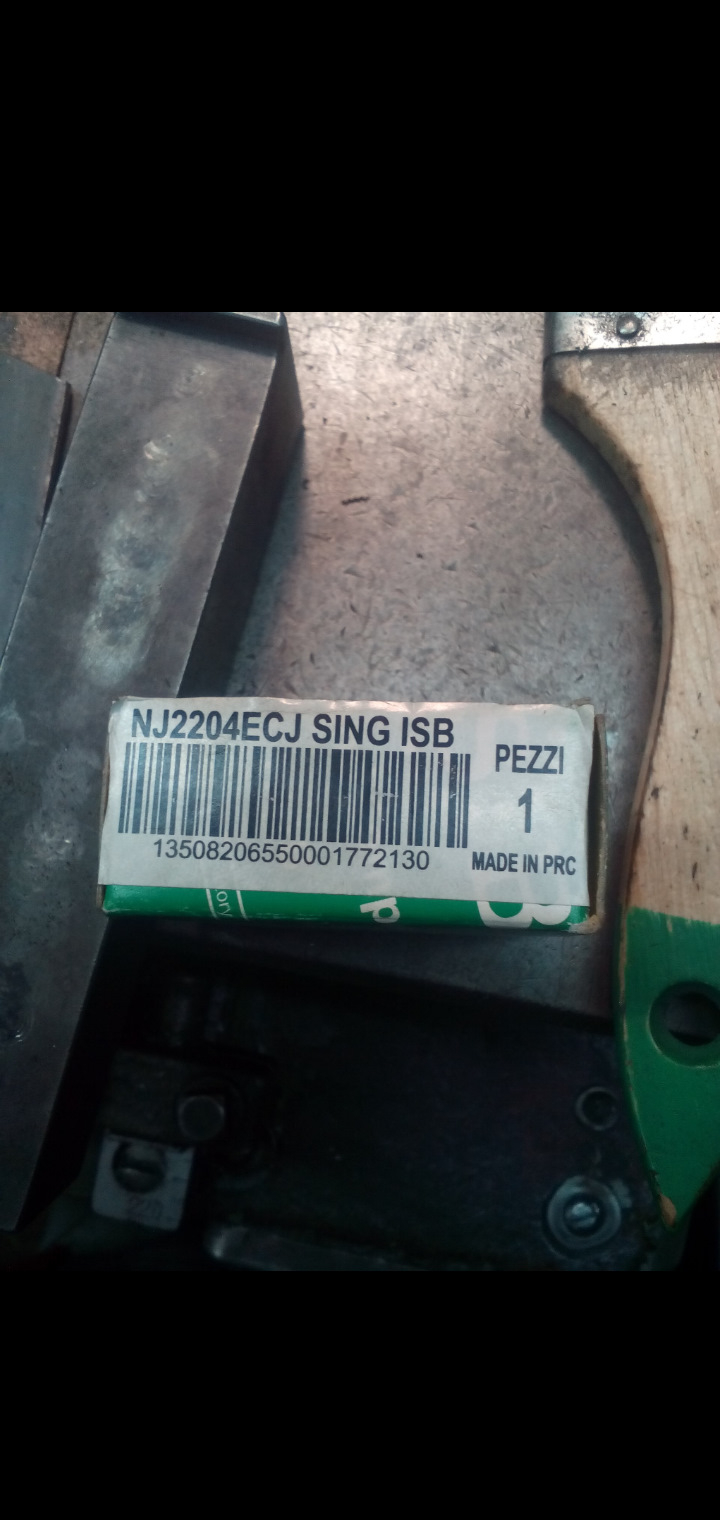 NJ2204ECJ SING ISB
PEZZI
1
13508206550001772130
MADE IN PRC